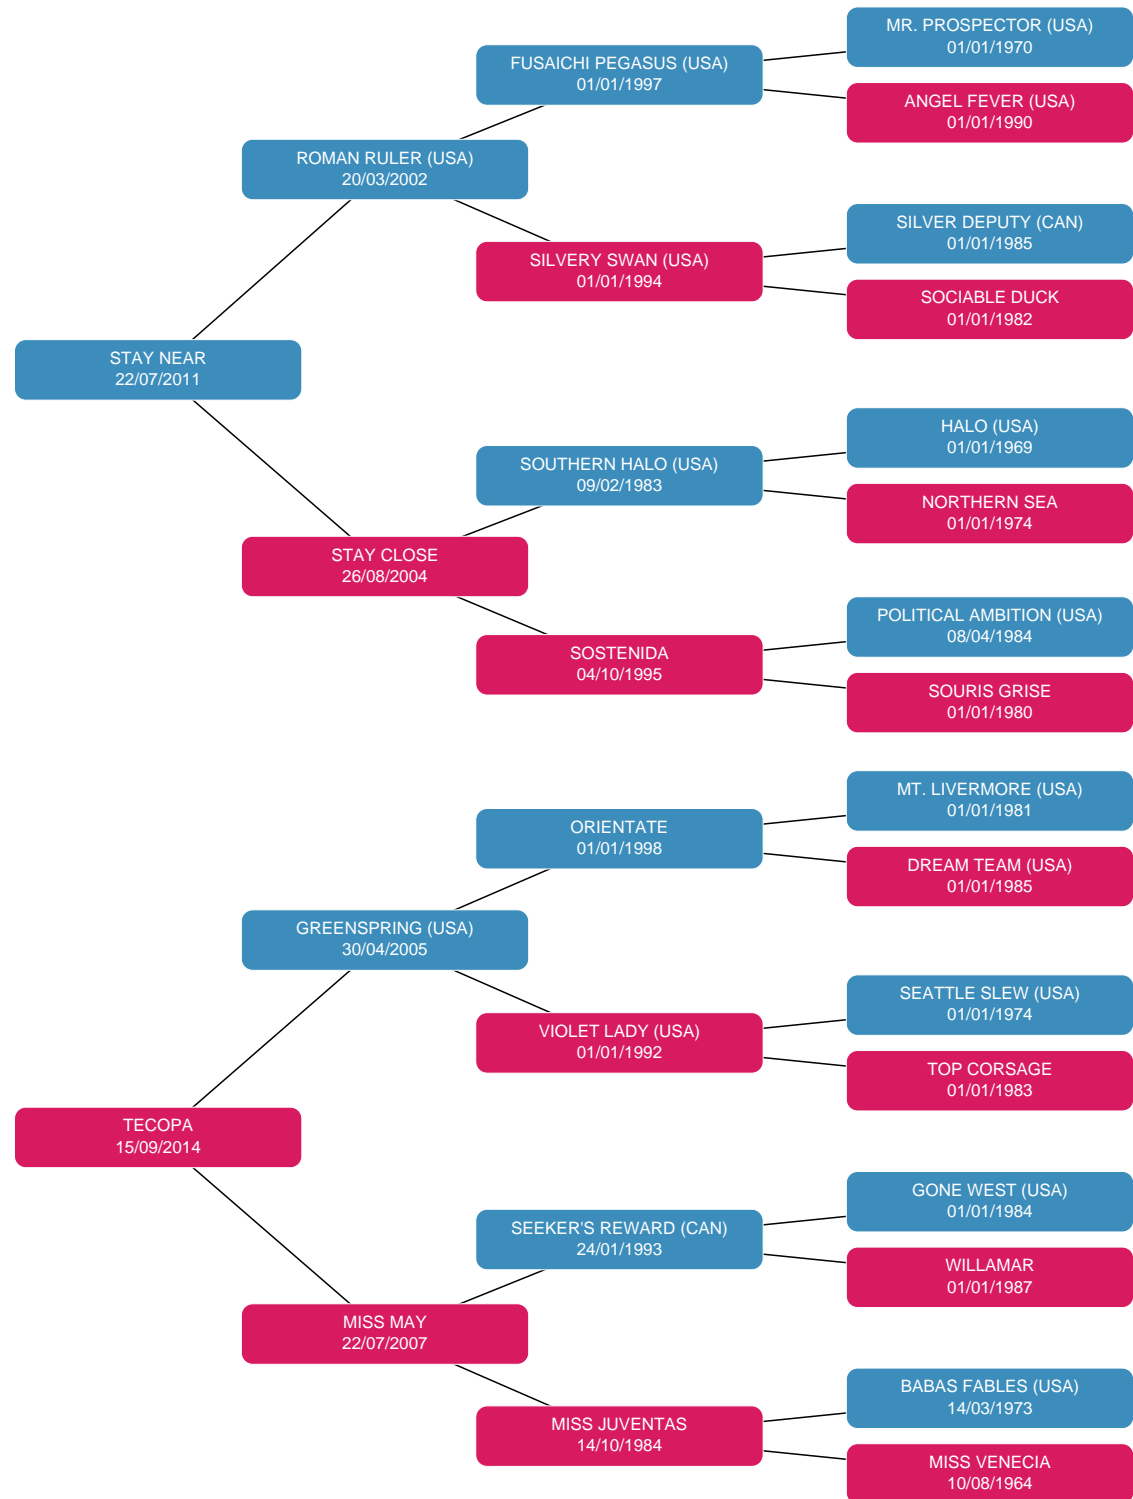 MR. PROSPECTOR (USA)
01/01/1970
FUSAICHI PEGASUS (USA)
01/01/1997
ANGEL FEVER (USA)
01/01/1990
ROMAN RULER (USA)
20/03/2002
SILVER DEPUTY (CAN)
01/01/1985
SILVERY SWAN (USA)
01/01/1994
SOCIABLE DUCK
01/01/1982
STAY NEAR
22/07/2011
HALO (USA)
01/01/1969
SOUTHERN HALO (USA)
09/02/1983
NORTHERN SEA
01/01/1974
STAY CLOSE
26/08/2004
POLITICAL AMBITION (USA)
08/04/1984
SOSTENIDA
04/10/1995
SOURIS GRISE
01/01/1980
MT. LIVERMORE (USA)
01/01/1981
ORIENTATE
01/01/1998
DREAM TEAM (USA)
01/01/1985
GREENSPRING (USA)
30/04/2005
SEATTLE SLEW (USA)
01/01/1974
VIOLET LADY (USA)
01/01/1992
TOP CORSAGE
01/01/1983
TECOPA
15/09/2014
GONE WEST (USA)
01/01/1984
SEEKER'S REWARD (CAN)
24/01/1993
WILLAMAR
01/01/1987
MISS MAY
22/07/2007
BABAS FABLES (USA)
14/03/1973
MISS JUVENTAS
14/10/1984
MISS VENECIA
10/08/1964